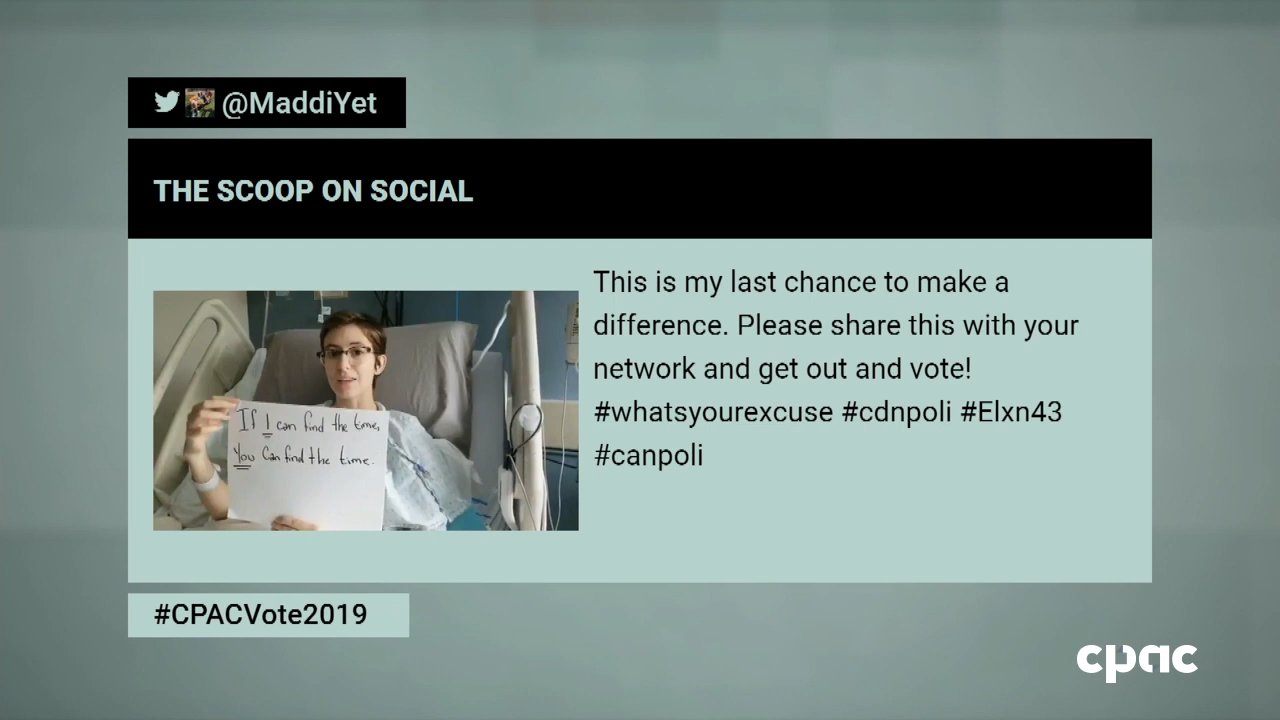 @MaddiYet
THE SCOOP ON SOCIAL
If I can find the time,
You Can find the time.
This is my last chance to make a
difference. Please share this with your
network and get out and vote!
#whatsyourexcuse #cdnpoli #Elxn43
#canpoli
#CPACVote2019
cpac